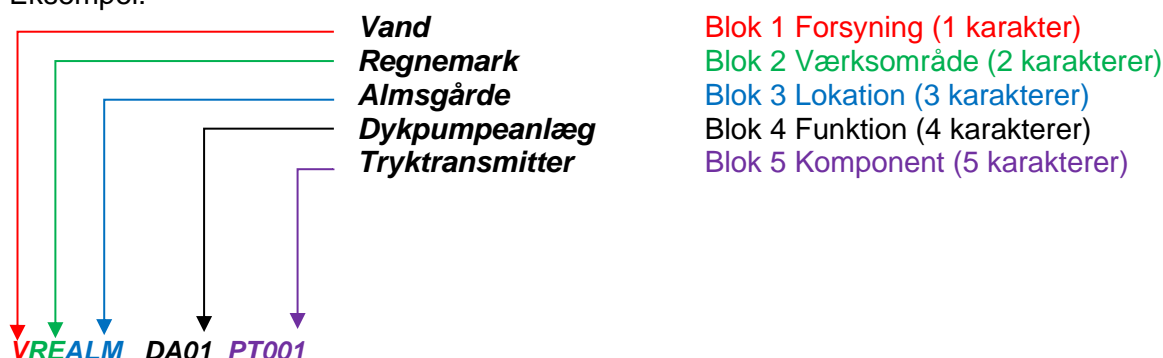 Eksempel:
Vand Blok 1 Forsyning (1 karakter)
Regnemark Blok 2 Værksområde (2 karakterer)
Almsgårde Blok 3 Lokation (3 karakterer)
Dykpumpeanlæg Blok 4 Funktion (4 karakterer)
Tryktransmitter Blok 5 Komponent (5 karakterer)
VREALM DA01 PT001